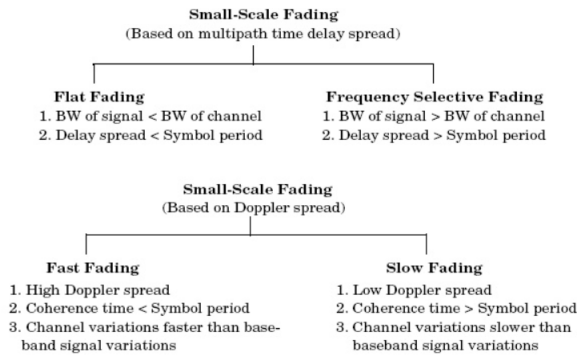 Small-Scale Fading
(Based on multipath time delay spread)
Flat Fading
1. BW of signal < BW of channel
2. Delay spread < Symbol period
Frequency Selective Fading
1. BW of signal > BW of channel
2. Delay spread > Symbol period
Small-Scale Fading
(Based on Doppler spread)
Fast Fading
1. High Doppler spread
2. Coherence time < Symbol period
3. Channel variations faster than base-
band signal variations
Slow Fading
1. Low Doppler spread
2. Coherence time > Symbol period
3. Channel variations slower than
baseband signal variations